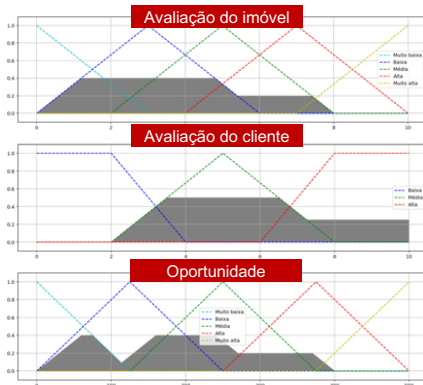 Avaliação do imóvel
1.0
0.8
0.6
0.4
0.2
0.0
Muito baixa
Baixa
Média
Alta
Muito alta
0 2 4 6 8 10
Avaliação do cliente
1.0
0.8
0.6
0.4
0.2
0.0
Baixa
Média
Alta
0 2 4 6 8 10
Oportunidade
1.0
0.8
0.6
0.4
0.2
0.0
Muito baixa
Baixa
Média
Alta
Muito alta